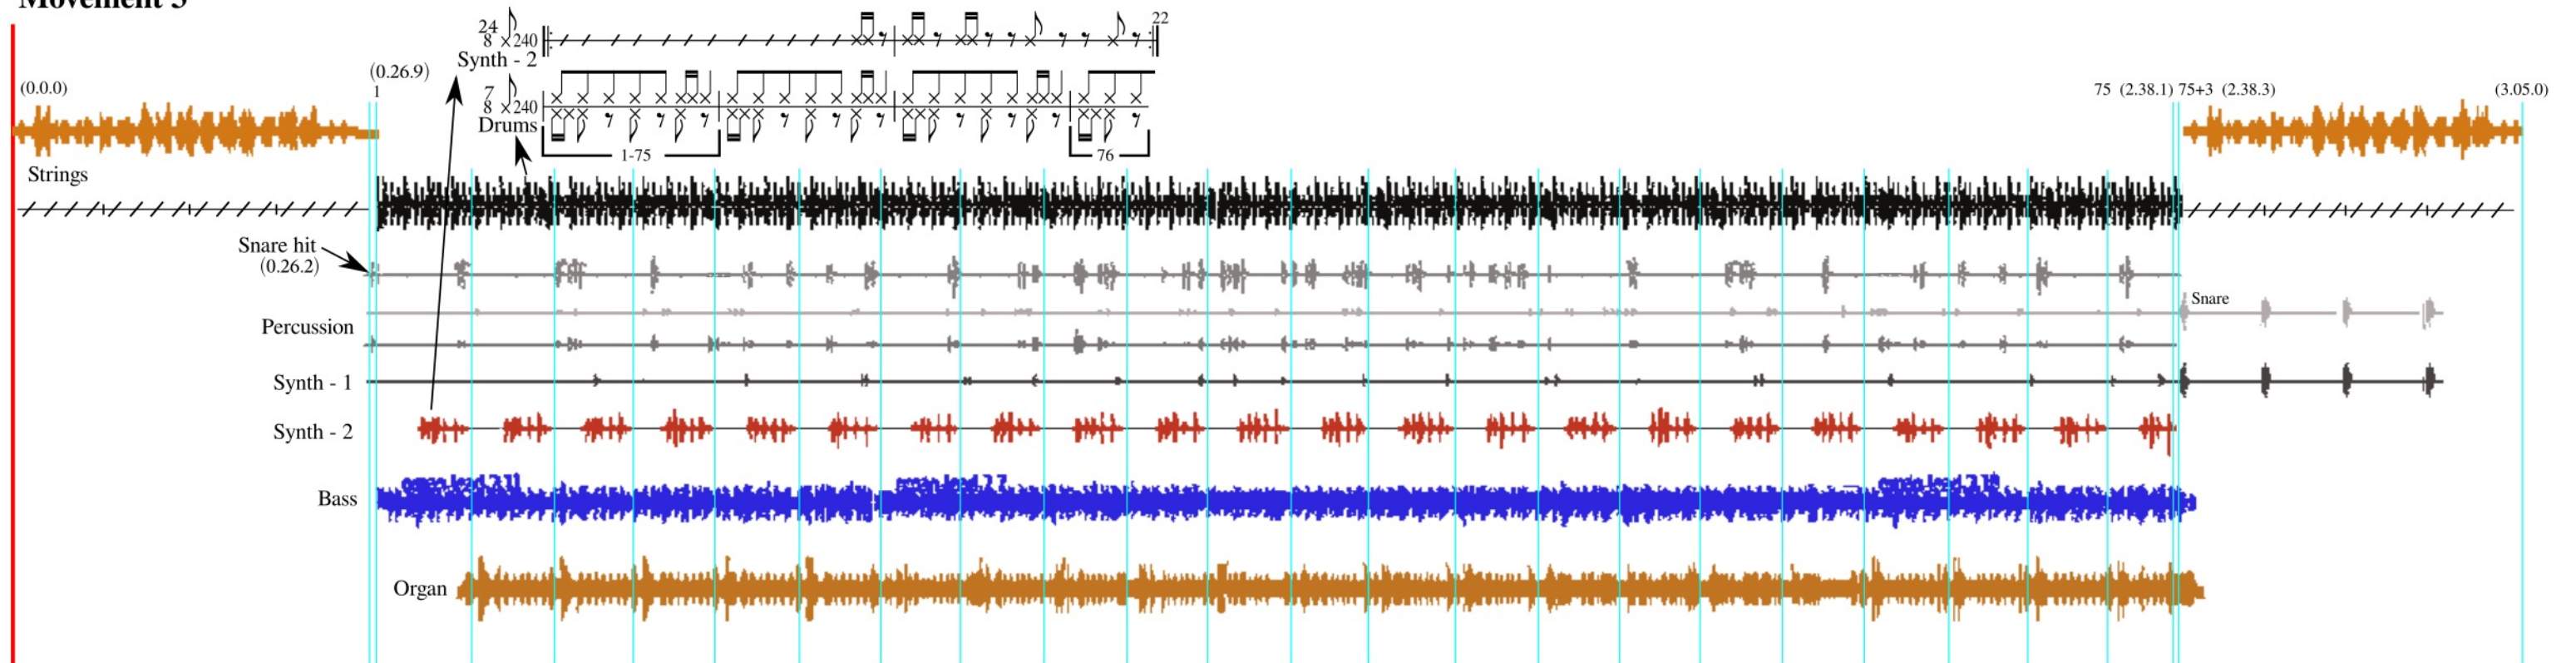 Movement 3
24
8 240
22
Synth - 2
(0.0.0)
(0.26.9)
1
7
8 240
Drums
1-75
76
75 (2.38.1) 75+3 (2.38.3)
(3.05.0)
Strings
Snare hit
(0.26.2)
Snare
Percussion
Synth - 1
Synth - 2
Bass
Organ